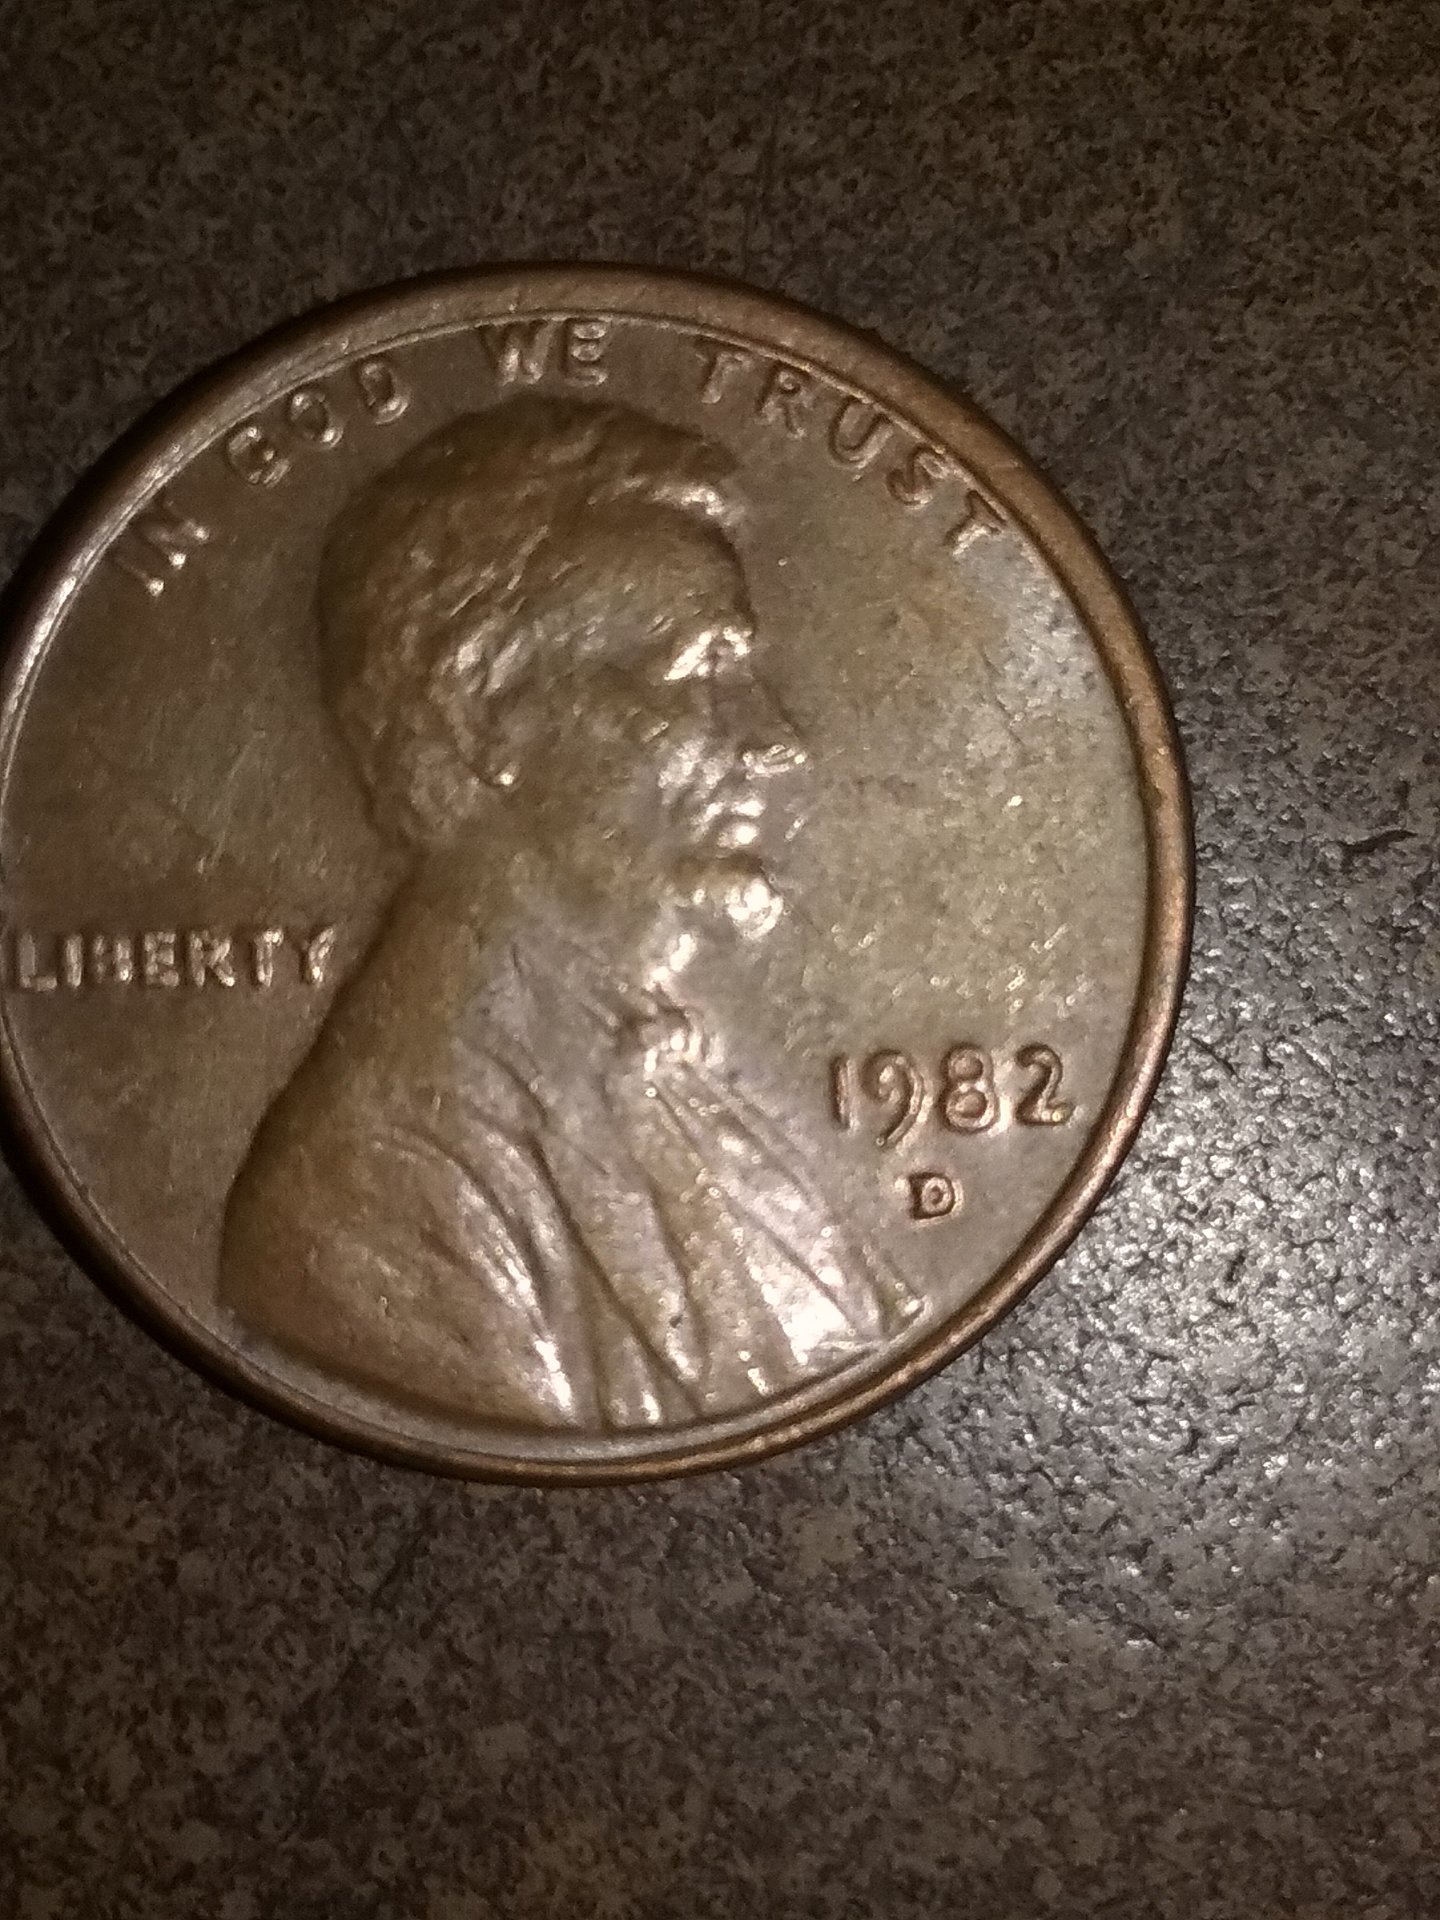 IN GOD WE TRUST
LIBERTY
1982
D